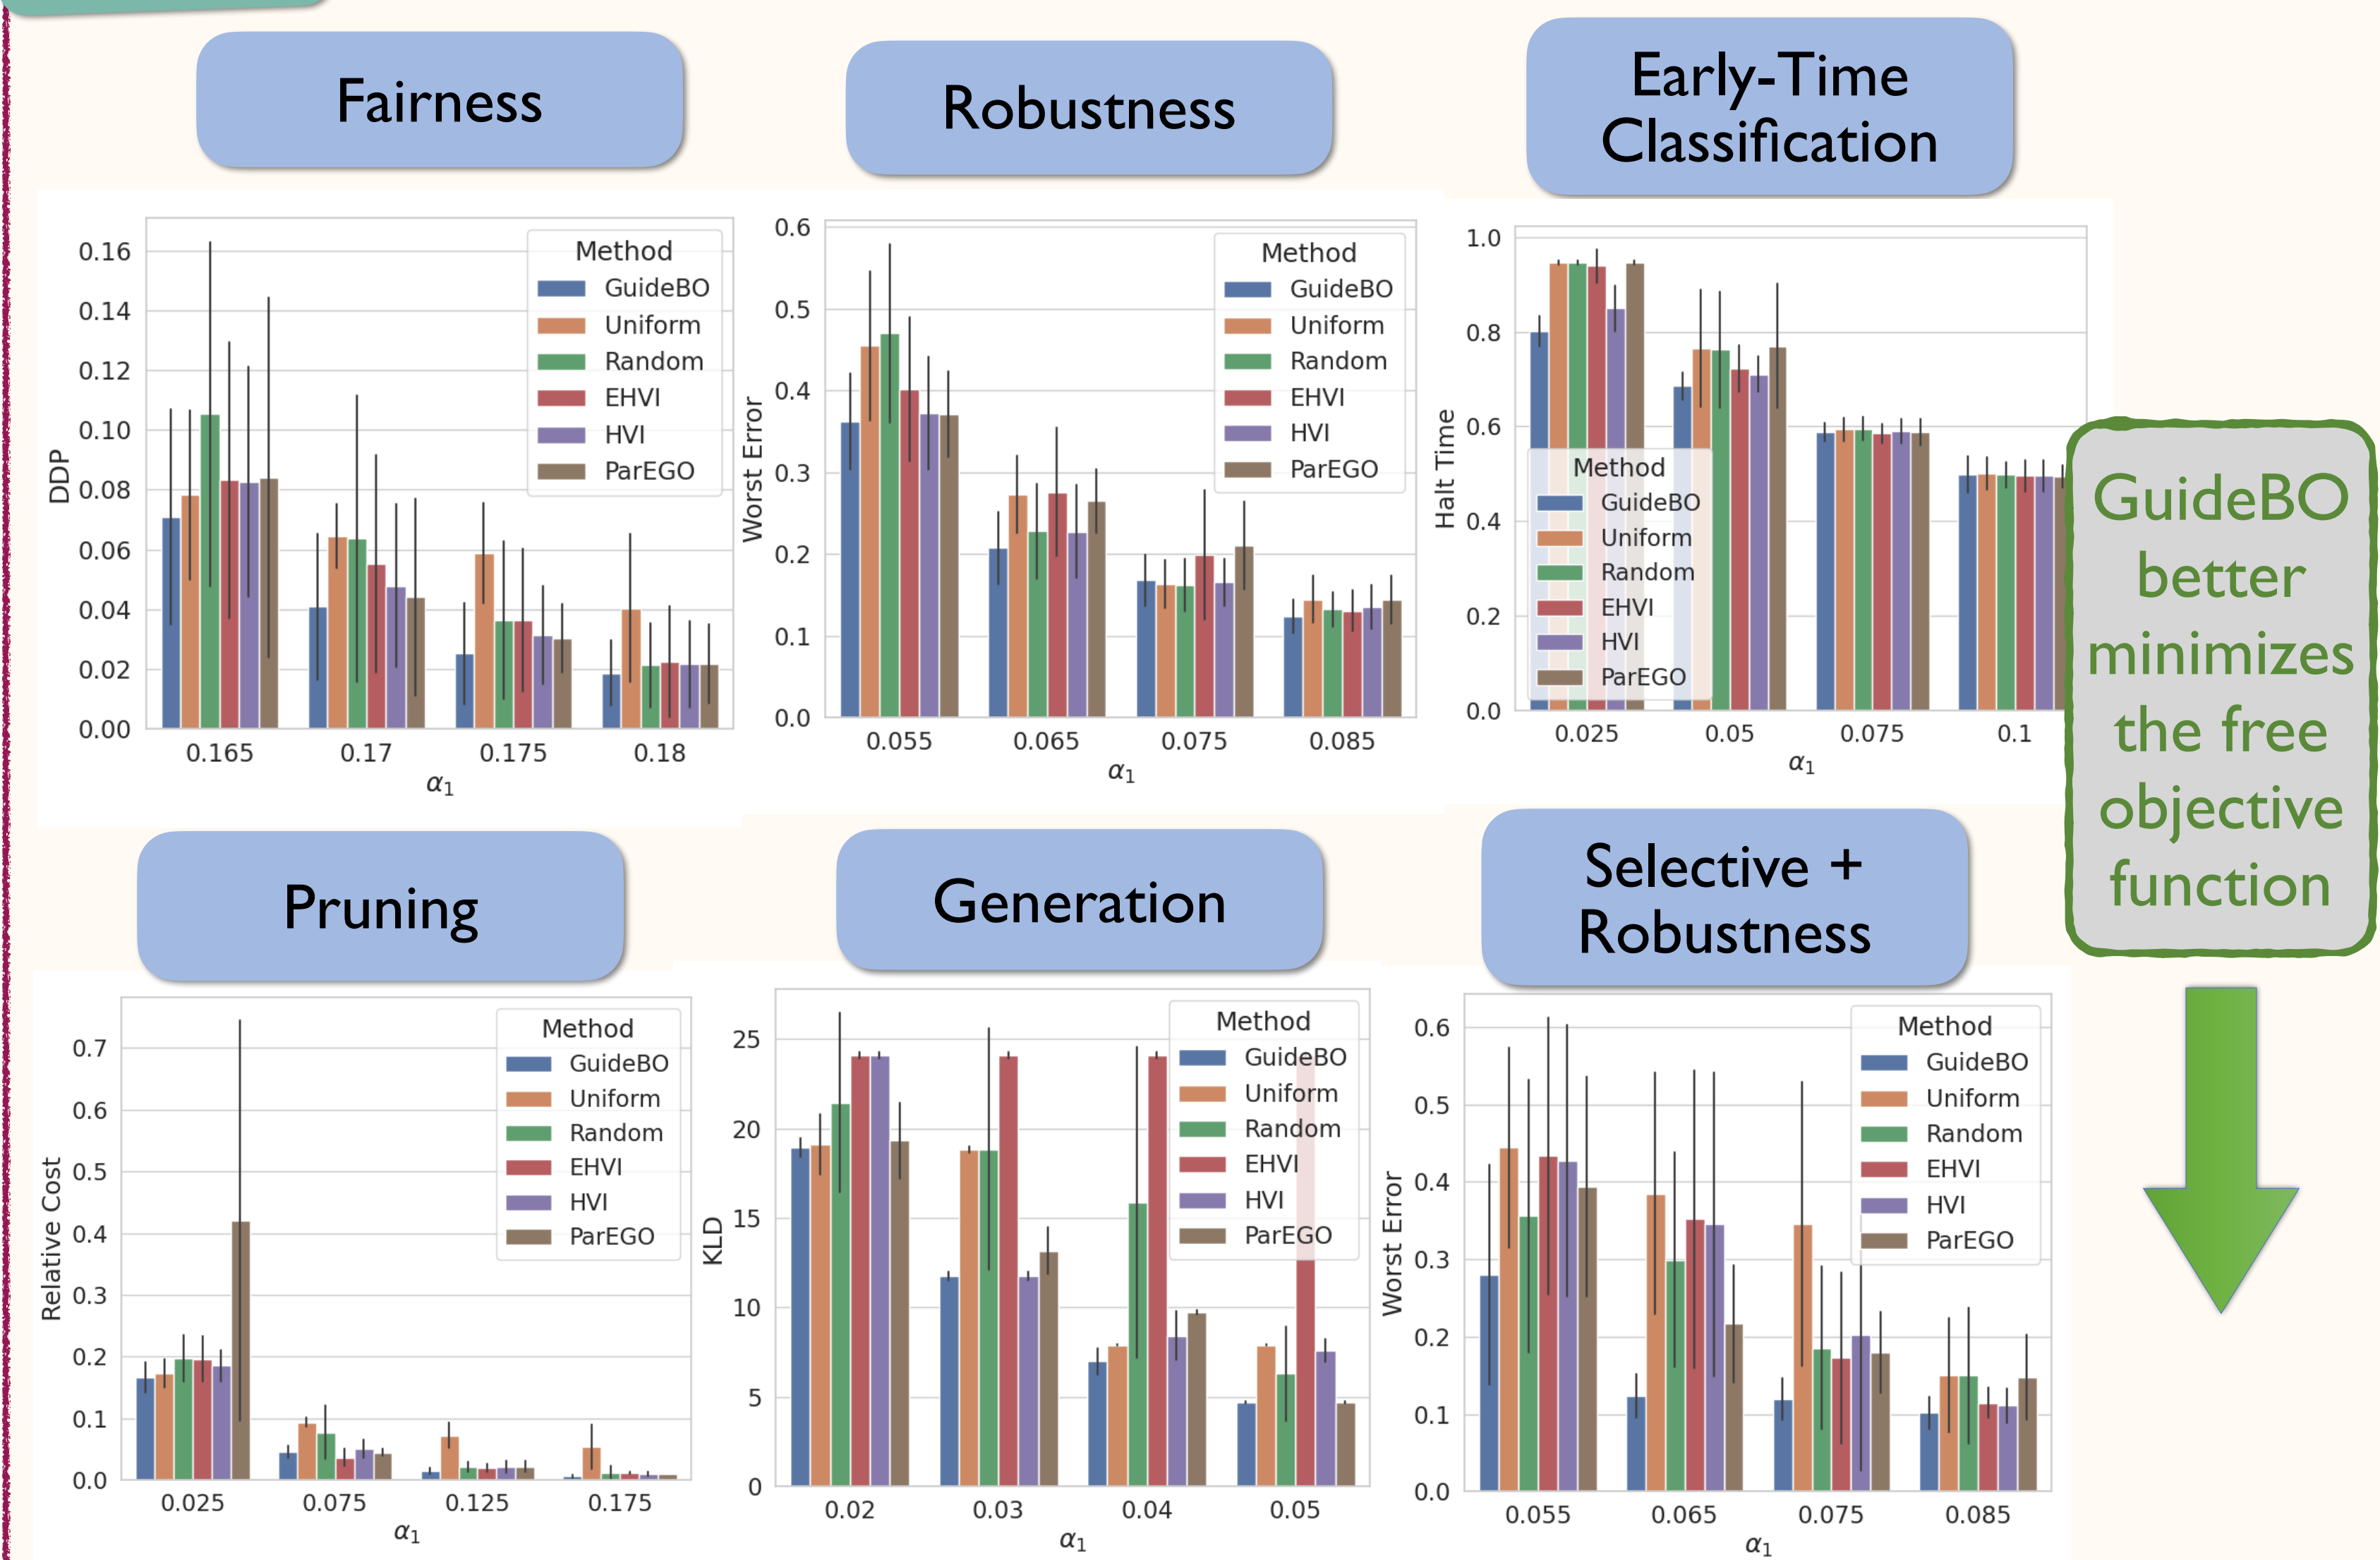 Fairness
Robustness
Early-Time
Classification
DDP
0.16
0.14
0.12
0.10
0.08
0.06
0.04
0.02
0.00
Method
GuideBO
Uniform
Random
EHVI
HVI
ParEGO
0.165 0.17 0.175 0.18
α₁
Worst Error
0.6
0.5
0.4
0.3
0.2
0.1
0.0
Method
GuideBO
Uniform
Random
EHVI
HVI
ParEGO
0.055 0.065 0.075 0.085
α₁
Halt Time
1.0
0.8
0.6
0.4
0.2
0.0
Method
GuideBO
Uniform
Random
EHVI
HVI
ParEGO
0.025 0.05 0.075 0.1
α₁
GuideBO
better
minimizes
the free
objective
function
Pruning
Generation
Selective +
Robustness
Relative Cost
0.7
0.6
0.5
0.4
0.3
0.2
0.1
0.0
Method
GuideBO
Uniform
Random
EHVI
HVI
ParEGO
0.025 0.075 0.125 0.175
α₁
KLD
25
20
15
10
5
0
Method
GuideBO
Uniform
Random
EHVI
HVI
ParEGO
0.02 0.03 0.04 0.05
α₁
Worst Error
0.6
0.5
0.4
0.3
0.2
0.1
0.0
Method
GuideBO
Uniform
Random
EHVI
HVI
ParEGO
0.055 0.065 0.075 0.085
α₁